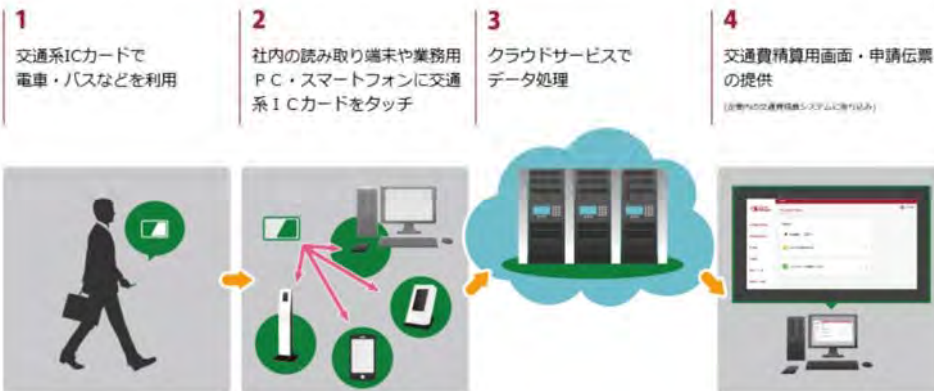 1
交通系ICカードで
電車・バスなどを利用
2
社内の読み取り端末や業務用
ＰＣ・スマートフォンに交通
系ＩＣカードをタッチ
3
クラウドサービスで
データ処理
4
交通費精算用画面・申請伝票
の提供